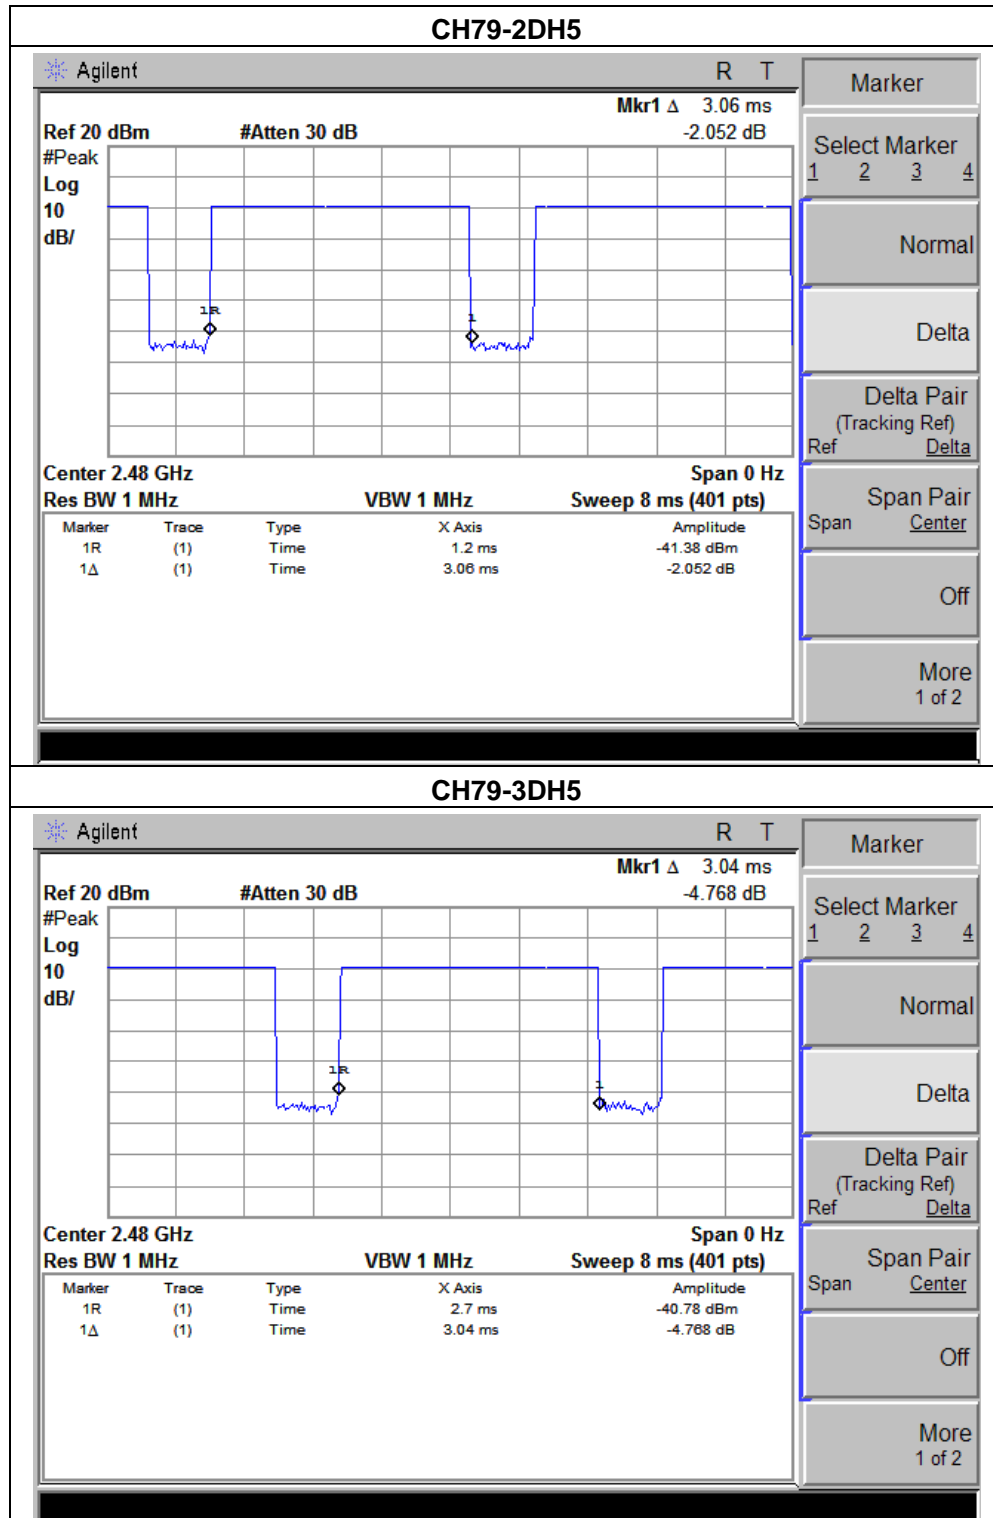 CH79-2DH5
Agilent R T
Mkr1 Δ 3.06 ms
Ref 20 dBm #Atten 30 dB -2.052 dB
#Peak
Log
10
dB/
1R
1
Center 2.48 GHz Span 0 Hz
Res BW 1 MHz VBW 1 MHz Sweep 8 ms (401 pts)
Marker Trace Type X Axis Amplitude
1R (1) Time 1.2 ms -41.38 dBm
1Δ (1) Time 3.06 ms -2.052 dB
Marker
Select Marker
1 2 3 4
Normal
Delta
Delta Pair
(Tracking Ref)
Ref Delta
Span Pair
Span Center
Off
More
1 of 2
CH79-3DH5
Agilent R T
Mkr1 Δ 3.04 ms
Ref 20 dBm #Atten 30 dB -4.768 dB
#Peak
Log
10
dB/
1R
1
Center 2.48 GHz Span 0 Hz
Res BW 1 MHz VBW 1 MHz Sweep 8 ms (401 pts)
Marker Trace Type X Axis Amplitude
1R (1) Time 2.7 ms -40.78 dBm
1Δ (1) Time 3.04 ms -4.768 dB
Marker
Select Marker
1 2 3 4
Normal
Delta
Delta Pair
(Tracking Ref)
Ref Delta
Span Pair
Span Center
Off
More
1 of 2